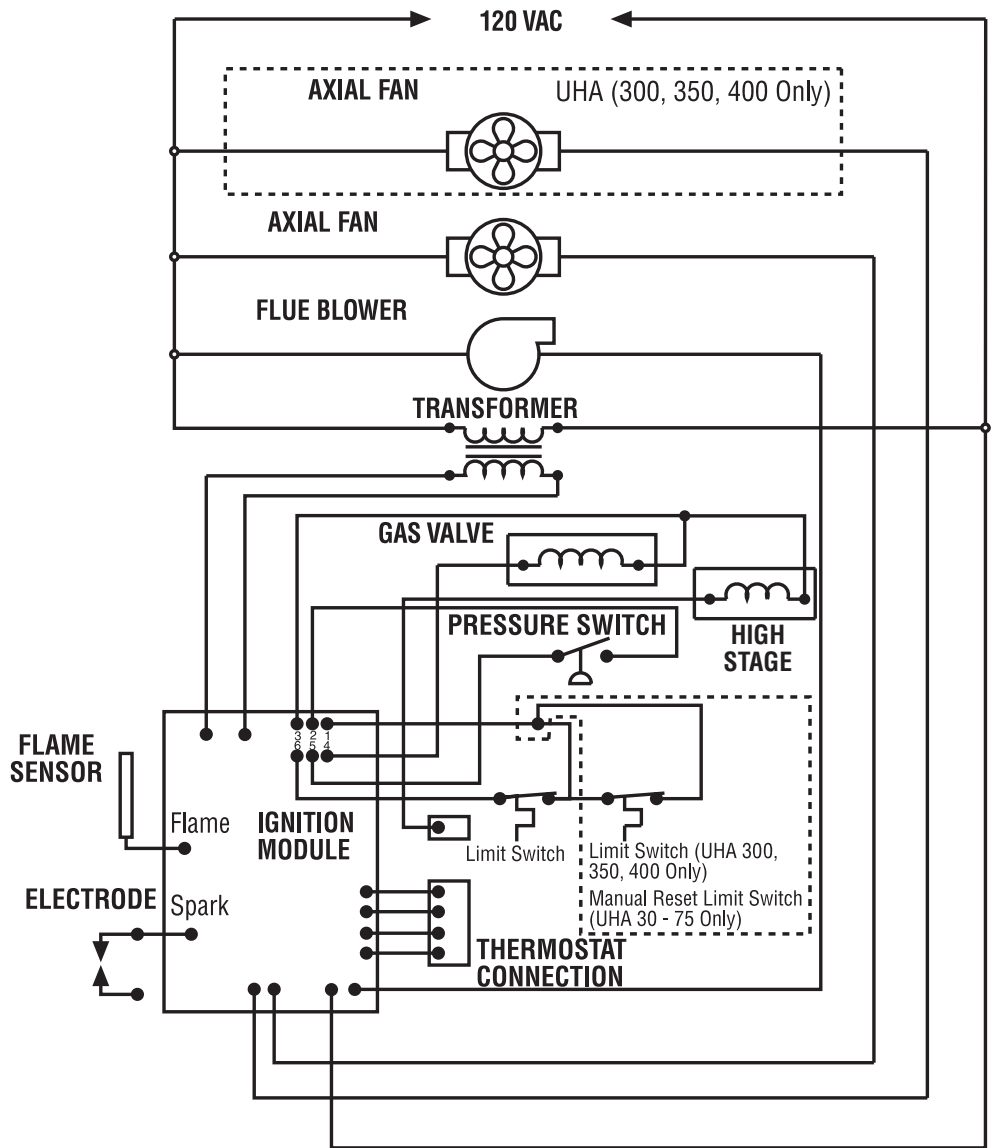 120 VAC
AXIAL FAN
UHA (300, 350, 400 Only)
AXIAL FAN
FLUE BLOWER
TRANSFORMER
GAS VALVE
PRESSURE SWITCH
HIGH
STAGE
3 2 1
6 5 4
FLAME
SENSOR
Flame
IGNITION
MODULE
Limit Switch
Limit Switch (UHA 300,
350, 400 Only)
Manual Reset Limit Switch
(UHA 30 - 75 Only)
ELECTRODE
Spark
THERMOSTAT
CONNECTION